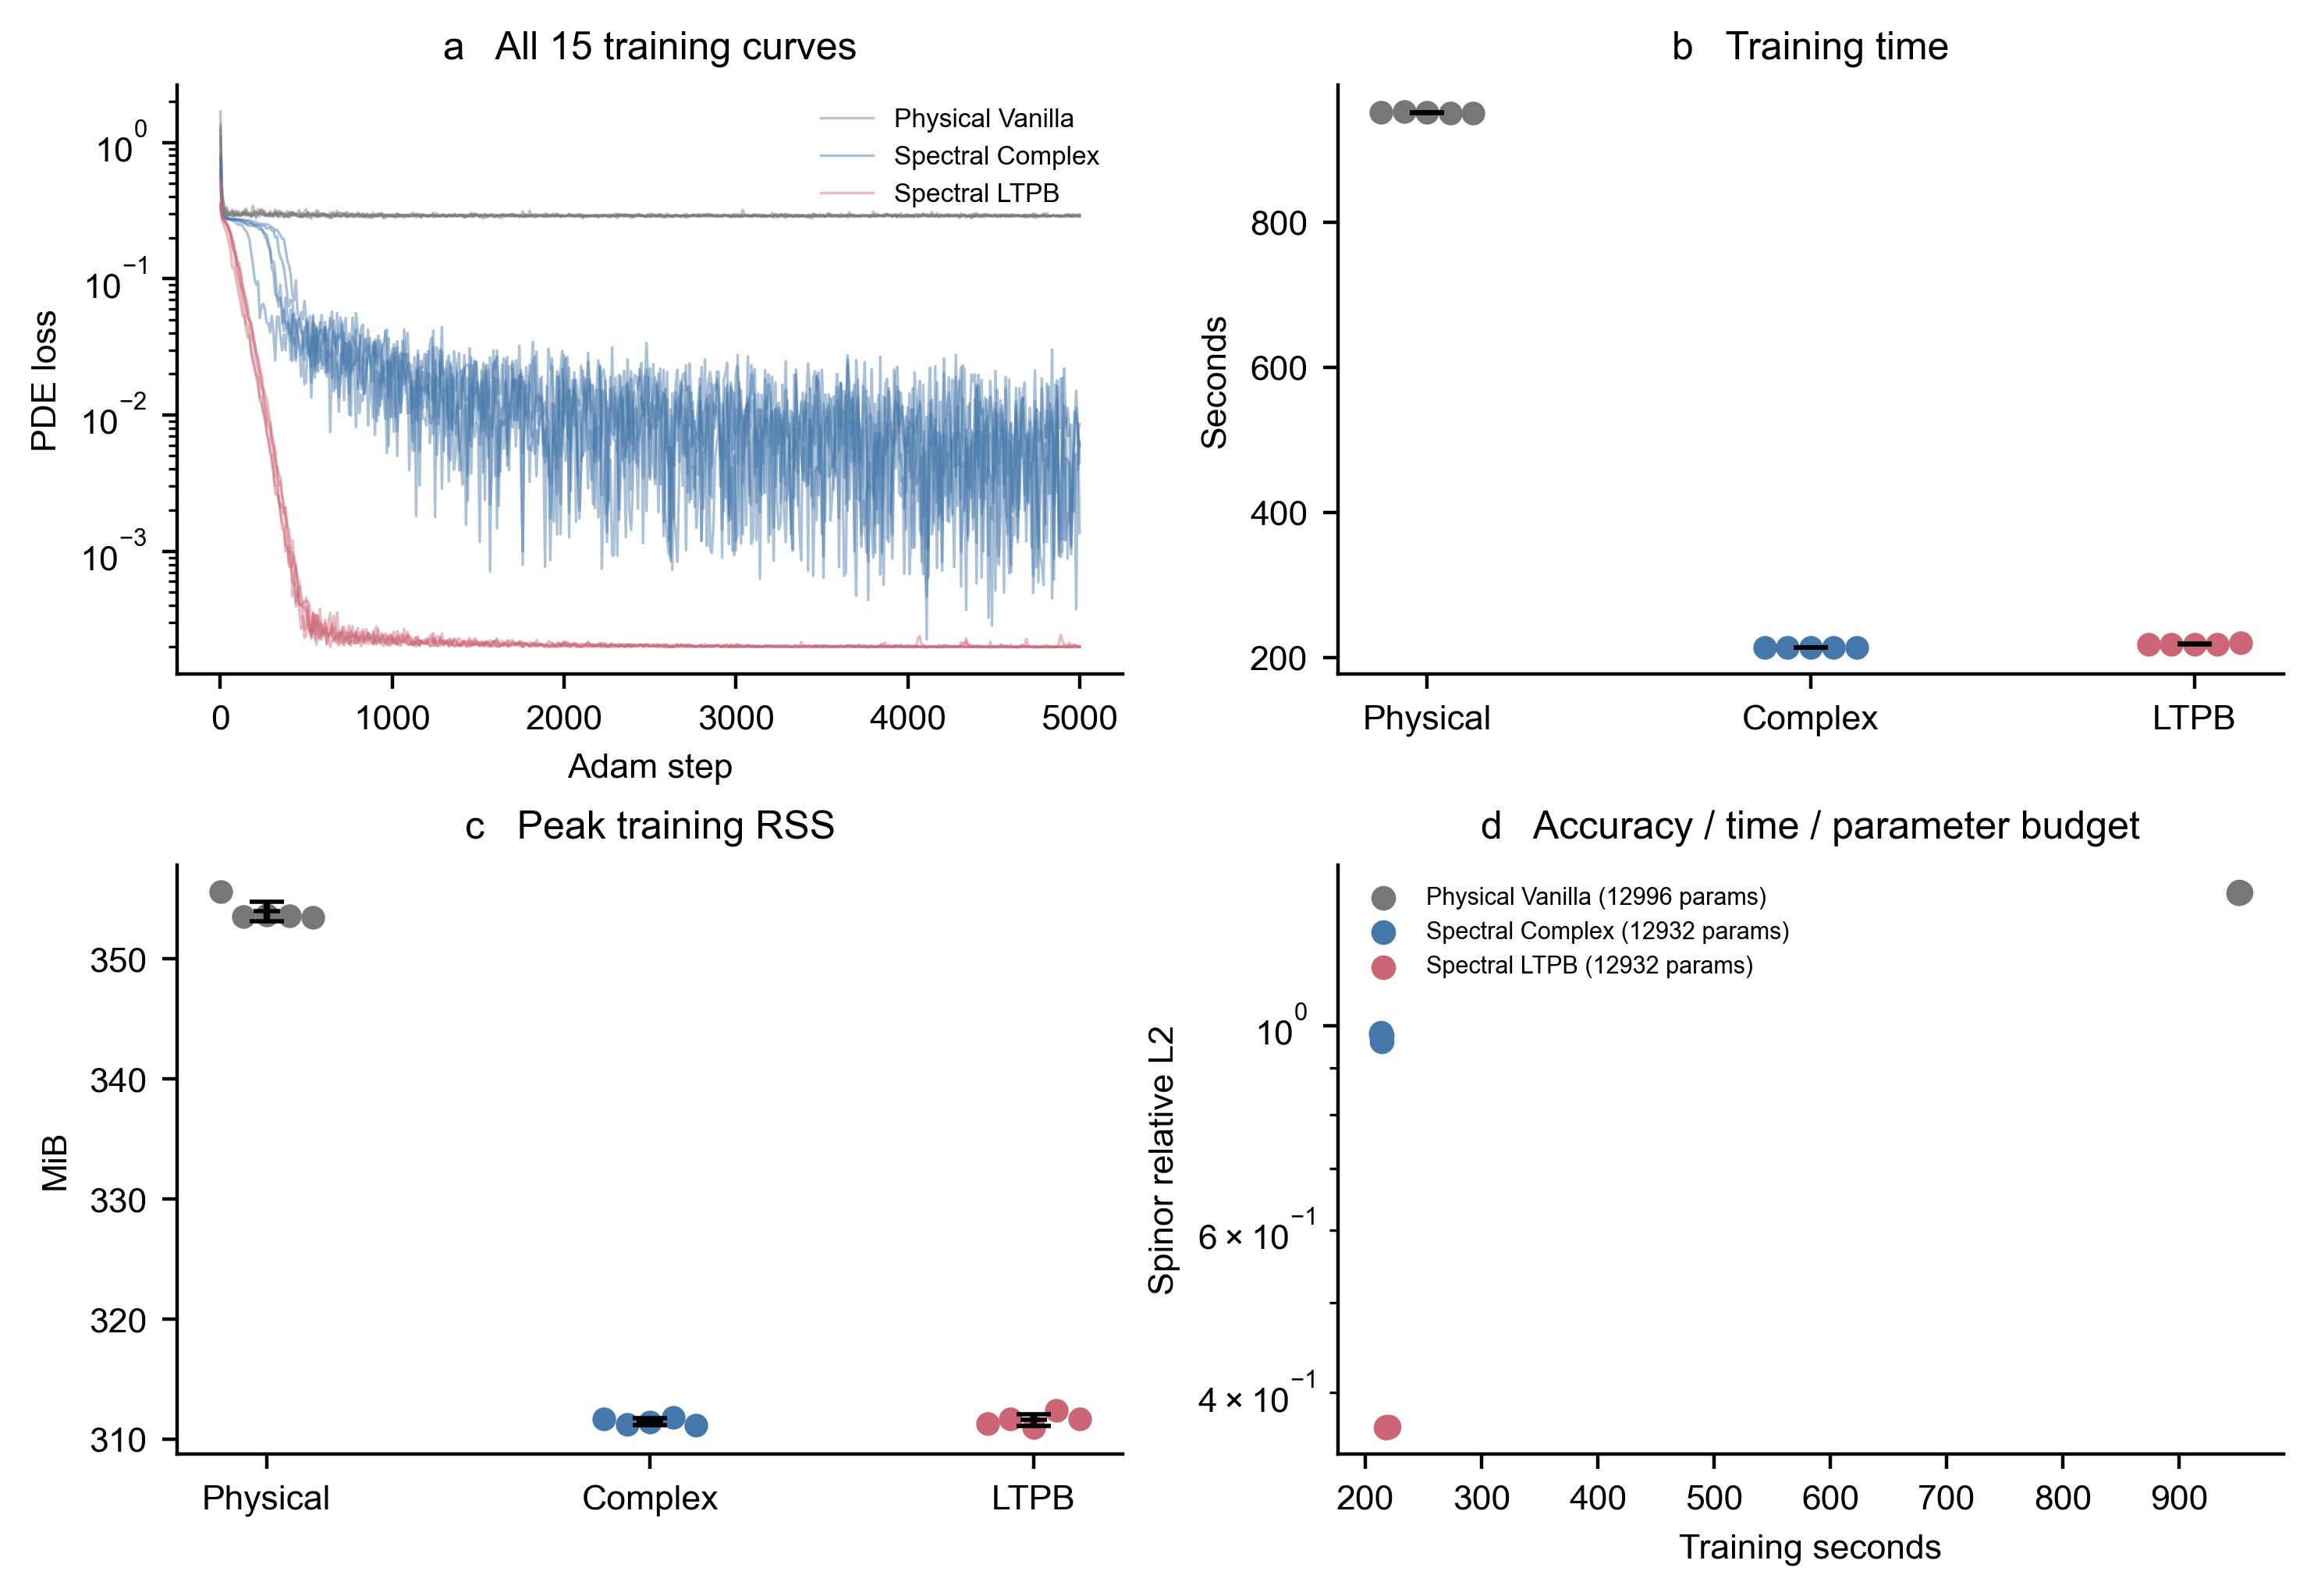 a All 15 training curves
10^0
10^−1
10^−2
10^−3
PDE loss
Physical Vanilla
Spectral Complex
Spectral LTPB
0 1000 2000 3000 4000 5000
Adam step
b Training time
800
600
400
200
Seconds
Physical Complex LTPB
c Peak training RSS
350
340
330
320
310
MiB
Physical Complex LTPB
d Accuracy / time / parameter budget
Physical Vanilla (12996 params)
Spectral Complex (12932 params)
Spectral LTPB (12932 params)
10^0
6 × 10^−1
4 × 10^−1
Spinor relative L2
200 300 400 500 600 700 800 900
Training seconds